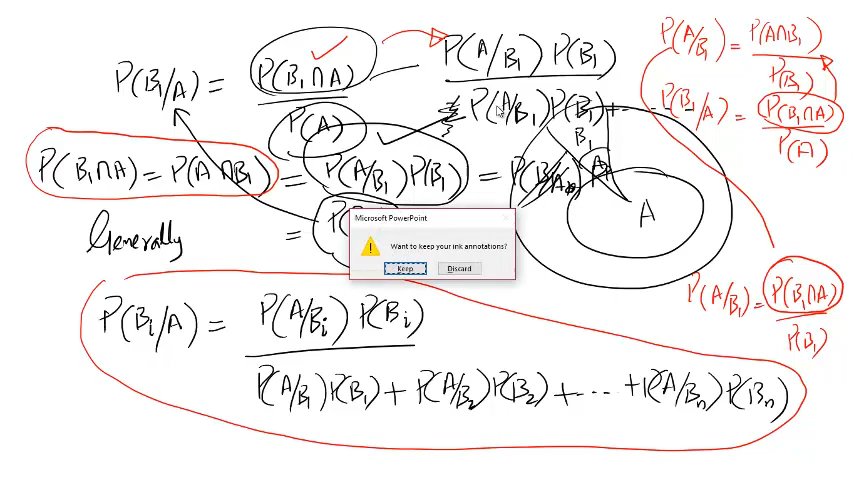 P(B₁/A) = P(B₁∩A) / P(A)
P(A/B₁) P(B₁)
P(A/B₁) P(B₁) + - - - -
P(B₁∩A) = P(A∩B₁) = P(A/B₁) P(B₁) =
Generally =
B₁
A
P(A/B₁) = P(A∩B₁) / P(B₁)
P(B₁/A) = P(B₁∩A) / P(A)
P(A/B₁) = P(B₁∩A) / P(B₁)
Microsoft PowerPoint
Want to keep your ink annotations?
Keep Discard
P(Bᵢ/A) = P(A/Bᵢ) P(Bᵢ)
P(A/B₁) P(B₁) + P(A/B₂) P(B₂) + - - - + P(A/Bₙ) P(Bₙ)